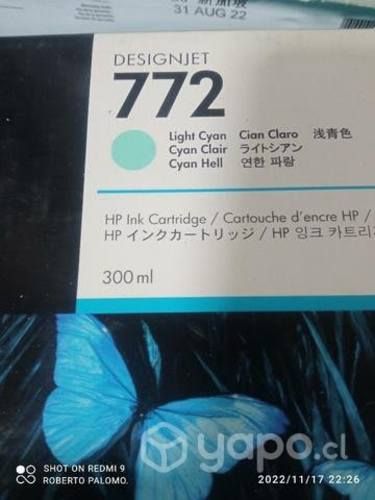 31 AUG 22
DESIGNJET
772
Light Cyan Cian Claro 浅青色
Cyan Clair ライトシアン
Cyan Hell 연한 파랑
HP Ink Cartridge / Cartouche d'encre HP /
HP インクカートリッジ / HP 잉크 카트리
300 ml
yapo.cl
SHOT ON REDMI 9
ROBERTO PALOMO.
2022/11/17 22:26